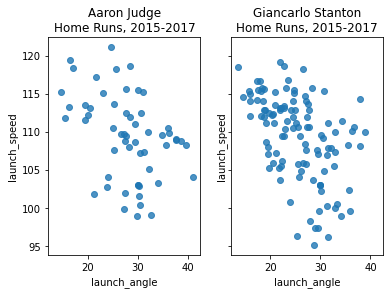 Aaron Judge
Home Runs, 2015-2017
Giancarlo Stanton
Home Runs, 2015-2017
launch_speed
120
115
110
105
100
95
20
30
40
launch_angle
launch_speed
20
30
40
launch_angle